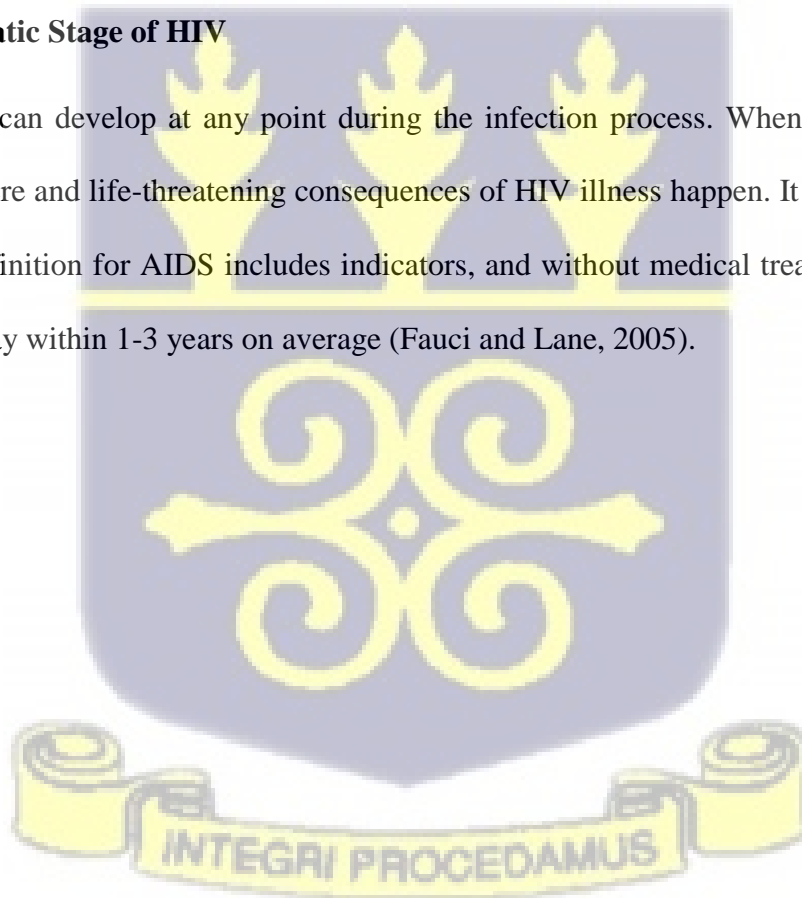 atic Stage of HIV
can develop at any point during the infection process. When
re and life-threatening consequences of HIV illness happen. It
inition for AIDS includes indicators, and without medical trea
y within 1-3 years on average (Fauci and Lane, 2005).
INTEGRI PROCEDAMUS